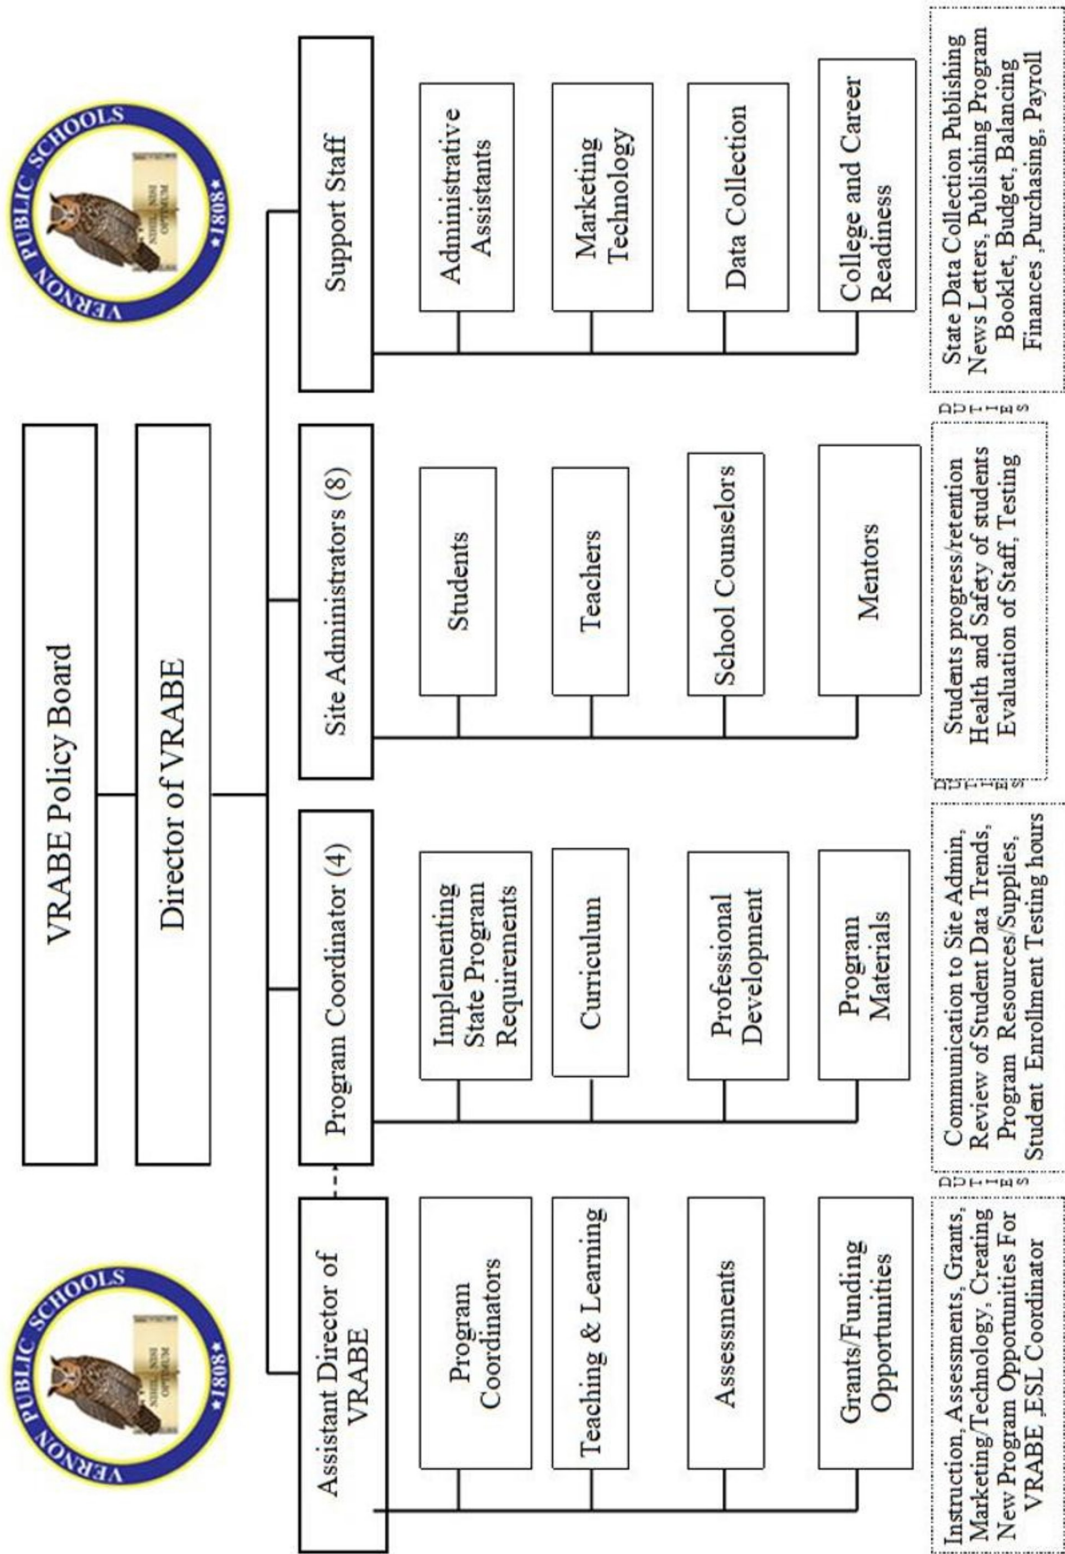 VERNON PUBLIC SCHOOLS
NIHIL NISI
OPTIMUM
★1808★
VERNON PUBLIC SCHOOLS
NIHIL NISI
OPTIMUM
★1808★
VRABE Policy Board
Director of VRABE
Assistant Director of
VRABE
Program
Coordinators
Teaching & Learning
Assessments
Grants/Funding
Opportunities
Instruction, Assessments, Grants,
Marketing/Technology, Creating
New Program Opportunities For
VRABE ,ESL Coordinator
DUTIES
Program Coordinator (4)
Implementing
State Program
Requirements
Curriculum
Professional
Development
Program
Materials
Communication to Site Admin,
Review of Student Data Trends,
Program Resources/Supplies,
Student Enrollment Testing hours
DUTIES
Site Administrators (8)
Students
Teachers
School Counselors
Mentors
Students progress/retention
Health and Safety of students
Evaluation of Staff, Testing
DUTIES
Support Staff
Administrative
Assistants
Marketing
Technology
Data Collection
College and Career
Readiness
State Data Collection Publishing
News Letters, Publishing Program
Booklet, Budget, Balancing
Finances ,Purchasing, Payroll